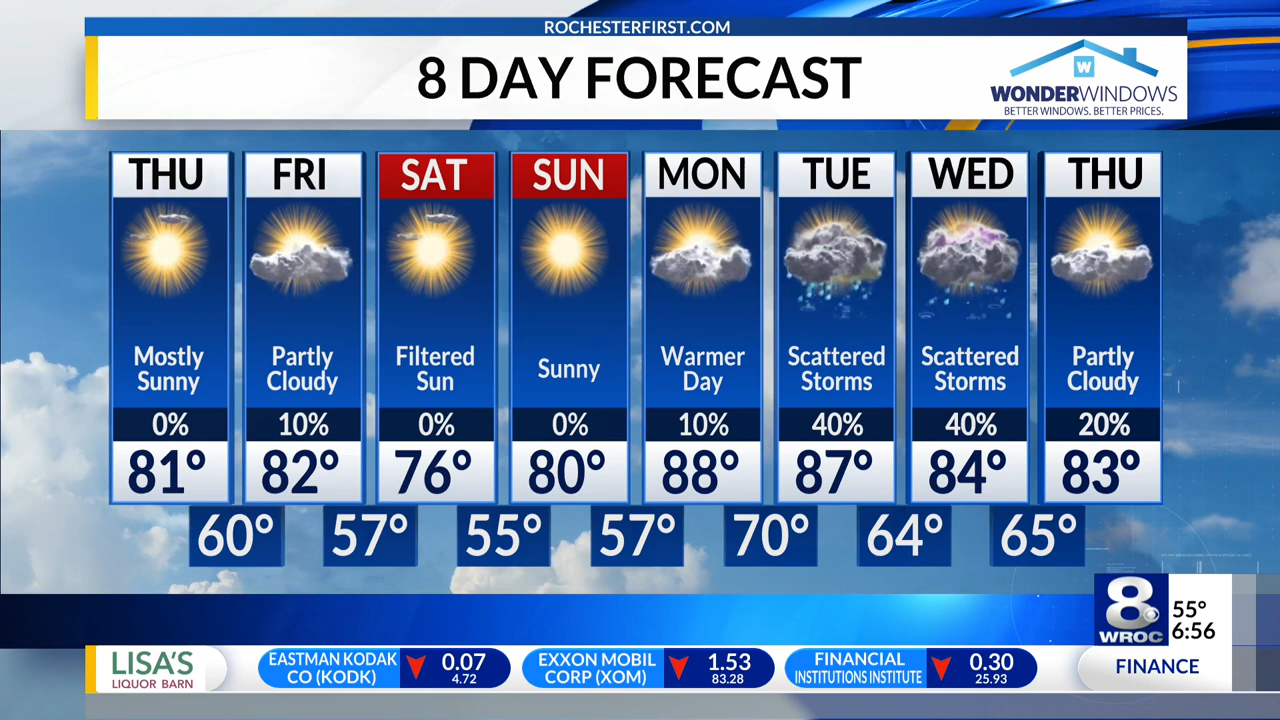 ROCHESTERFIRST.COM
8 DAY FORECAST
W
WONDERWINDOWS
BETTER WINDOWS. BETTER PRICES.
THU FRI SAT SUN MON TUE WED THU
Mostly Sunny
Partly Cloudy
Filtered Sun
Sunny
Warmer Day
Scattered Storms
Scattered Storms
Partly Cloudy
0% 10% 0% 0% 10% 40% 40% 20%
81° 82° 76° 80° 88° 87° 84° 83°
60° 57° 55° 57° 70° 64° 65°
8
WROC
55°
6:56
LISA'S
LIQUOR BARN
EASTMAN KODAK
CO (KODK)
0.07
4.72
EXXON MOBIL
CORP (XOM)
1.53
83.28
FINANCIAL
INSTITUTIONS INSTITUTE
0.30
25.93
FINANCE